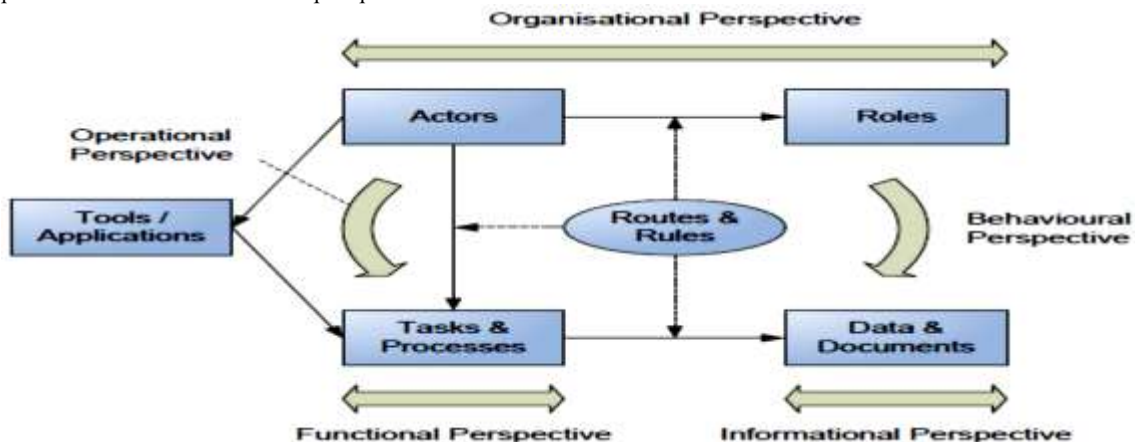 Organisational Perspective
Actors
Roles
Operational
Perspective
Tools /
Applications
Routes &
Rules
Behavioural
Perspective
Tasks &
Processes
Data &
Documents
Functional Perspective
Informational Perspective